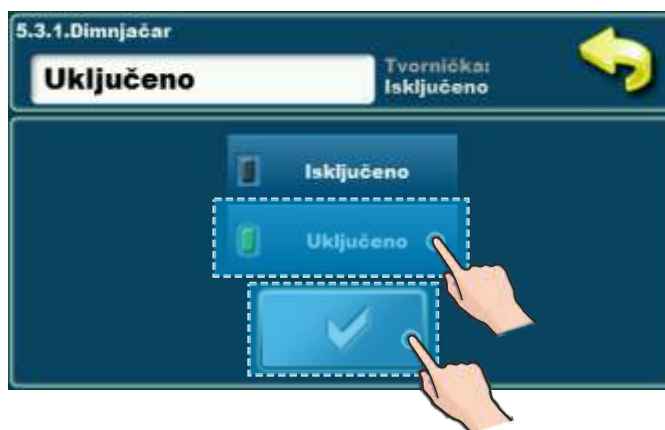 5.3.1.Dimnjačar
Uključeno
Tvornička:
Isključeno
Isključeno
Uključeno